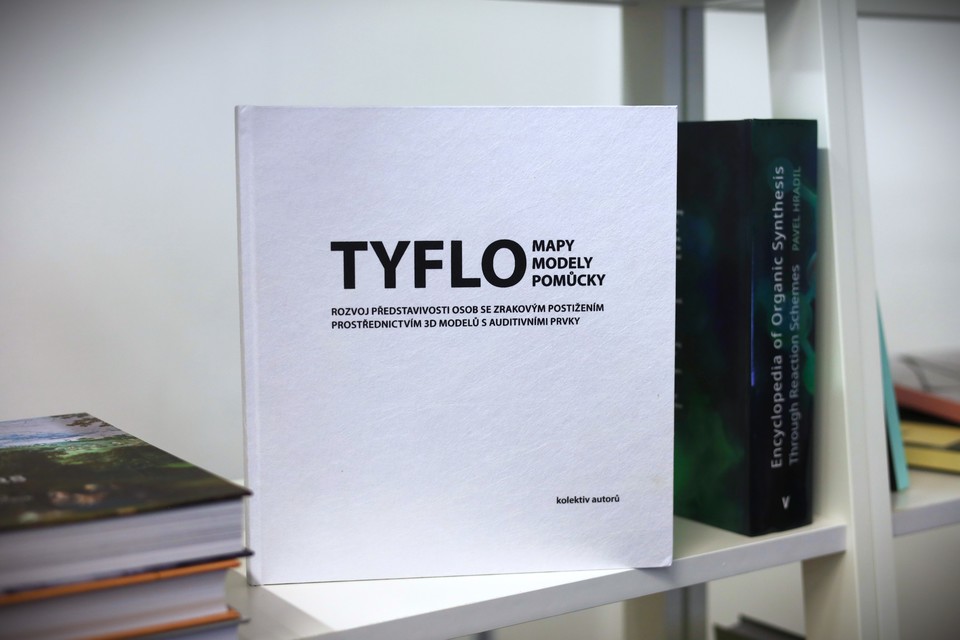 TYFLO
MAPY
MODELY
POMŮCKY
ROZVOJ PŘEDSTAVIVOSTI OSOB SE ZRAKOVÝM POSTIŽENÍM
PROSTŘEDNICTVÍM 3D MODELŮ S AUDITIVNÍMI PRVKY
kolektiv autorů
Encyclopedia of Organic Synthesis
Through Reaction Schemes PAVEL HRADIL